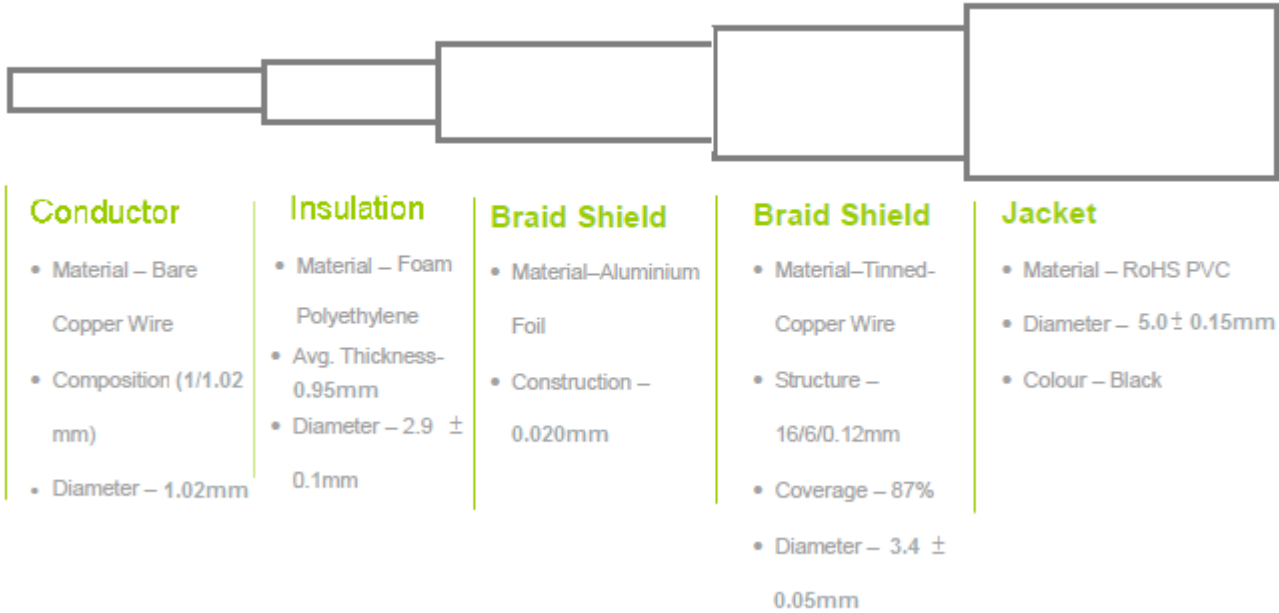 Conductor
• Material – Bare
Copper Wire
• Composition (1/1.02
mm)
• Diameter – 1.02mm
Insulation
• Material – Foam
Polyethylene
• Avg. Thickness-
0.95mm
• Diameter – 2.9 ±
0.1mm
Braid Shield
• Material–Aluminium
Foil
• Construction –
0.020mm
Braid Shield
• Material–Tinned-
Copper Wire
• Structure –
16/6/0.12mm
• Coverage – 87%
• Diameter – 3.4 ±
0.05mm
Jacket
• Material – RoHS PVC
• Diameter – 5.0 ± 0.15mm
• Colour – Black